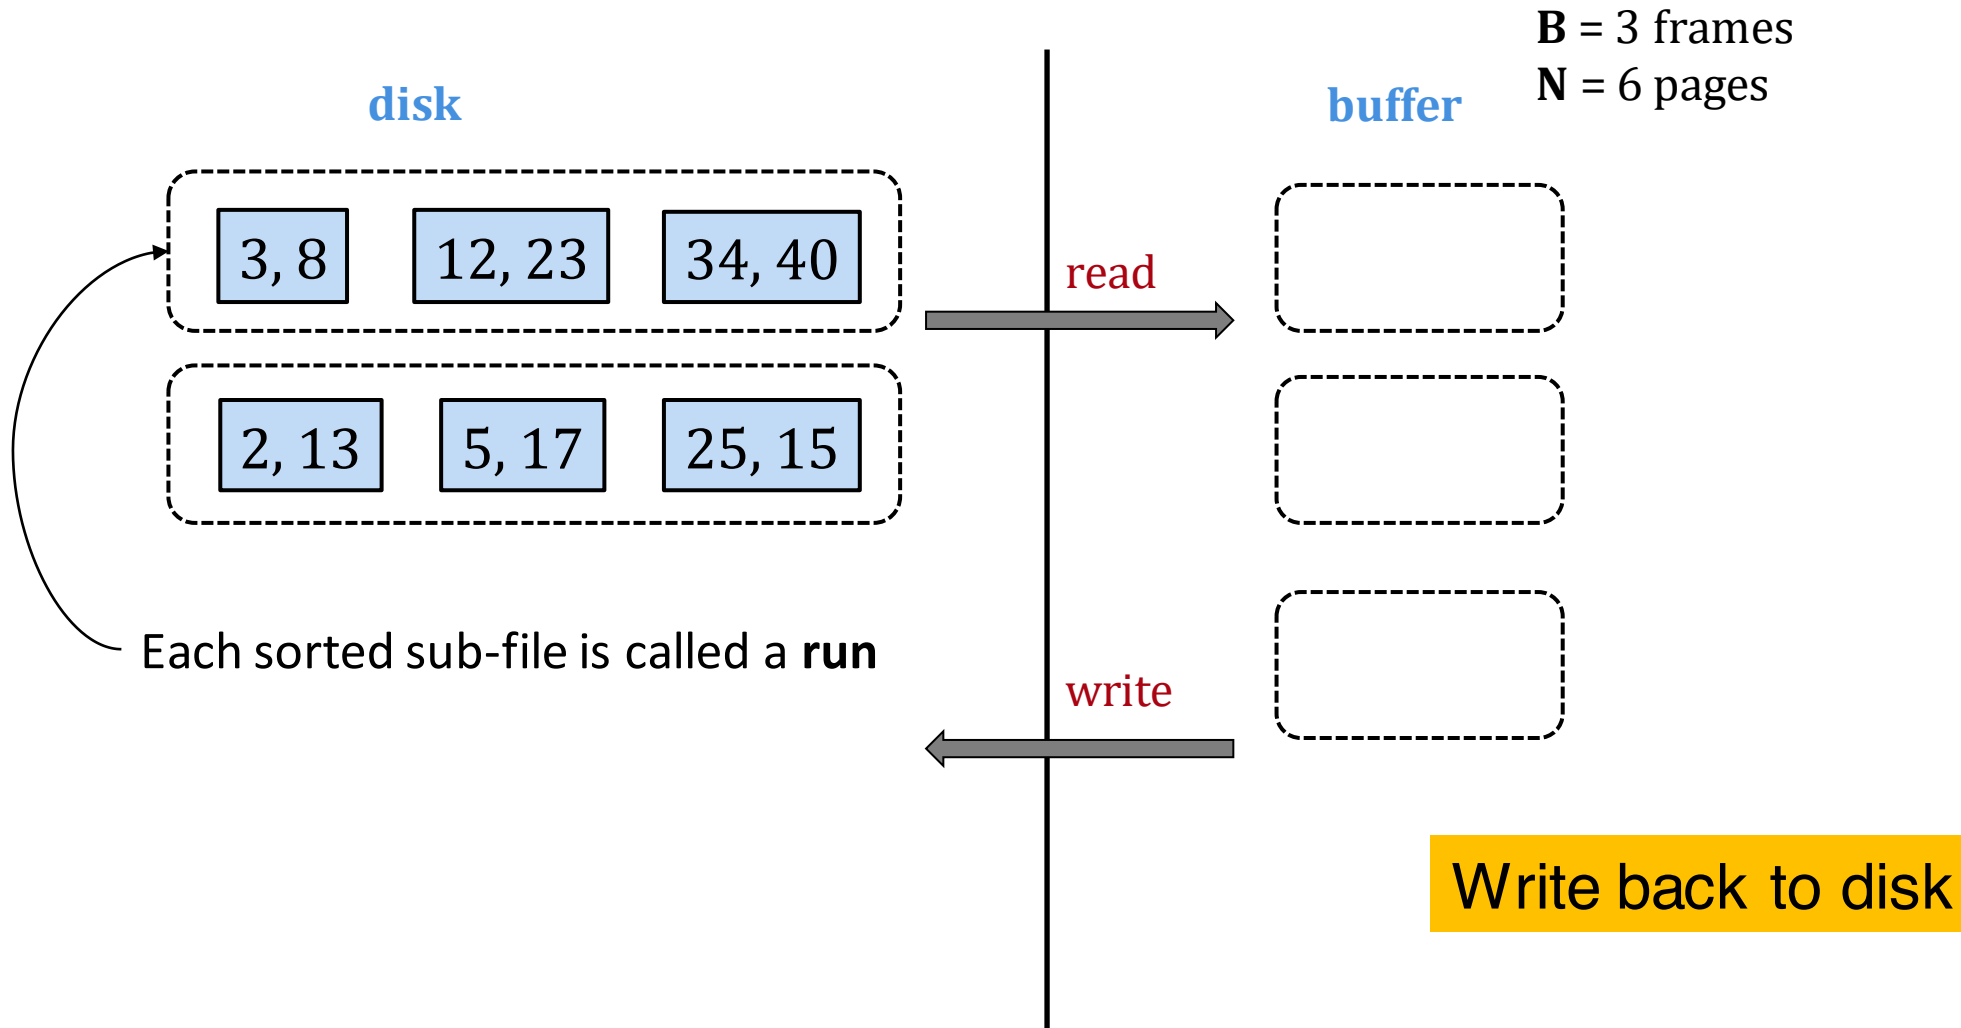 B = 3 frames
N = 6 pages
disk
buffer
3, 8
12, 23
34, 40
read
2, 13
5, 17
25, 15
Each sorted sub-file is called a run
write
Write back to disk